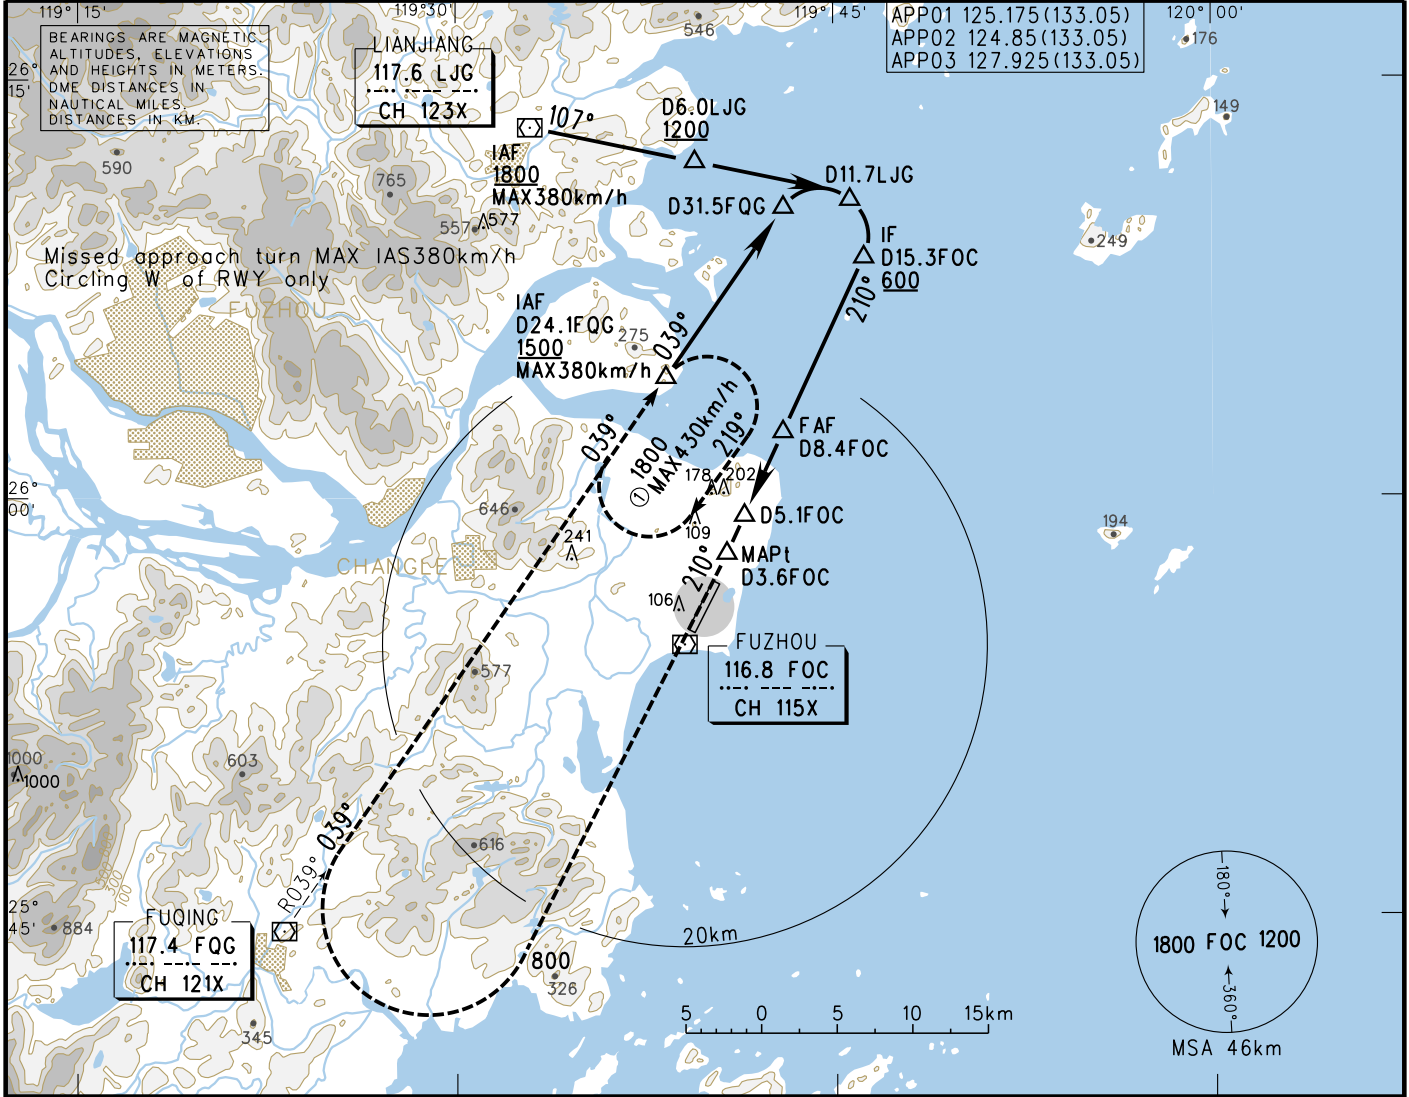 119° 15'
119°30'
119° 45'
120° 00'
BEARINGS ARE MAGNETIC
ALTITUDES, ELEVATIONS
AND HEIGHTS IN METERS.
DME DISTANCES IN
NAUTICAL MILES.
DISTANCES IN KM.
LIANJIANG
117.6 LJG
CH 123X
APP01 125.175(133.05)
APP02 124.85(133.05)
APP03 127.925(133.05)
546
176
149
26°
15'
590
765
557
577
107°
D6.0LJG
1200
IAF
1800
MAX380km/h
D11.7LJG
D31.5FQG
249
IF
D15.3FOC
600
210°
Missed approach turn MAX IAS380km/h
Circling W of RWY only
FUZHOU
IAF
D24.1FQG
1500
MAX380km/h
275
039°
039°
1800
① MAX430km/h
219°
FAF
D8.4FOC
178
202
26°
00'
646
241
109
D5.1FOC
194
CHANGLE
210°
MAPt
D3.6FOC
106
FUZHOU
116.8 FOC
CH 115X
577
1000
1000
603
039°
616
R039°
300
100
25°
45'
884
FUQING
117.4 FQG
CH 121X
20km
800
326
345
5 0 5 10 15km
180°
1800 FOC 1200
360°
MSA 46km